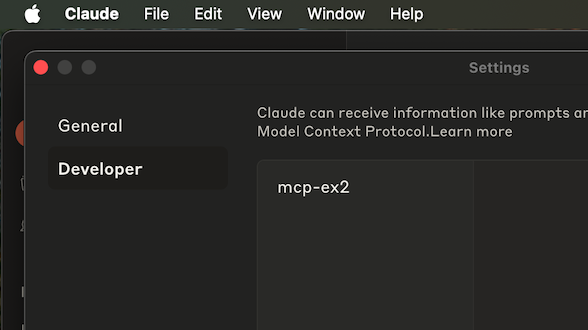 Claude File Edit View Window Help
Settings
General
Developer
Claude can receive information like prompts
Model Context Protocol.Learn more
mcp-ex2